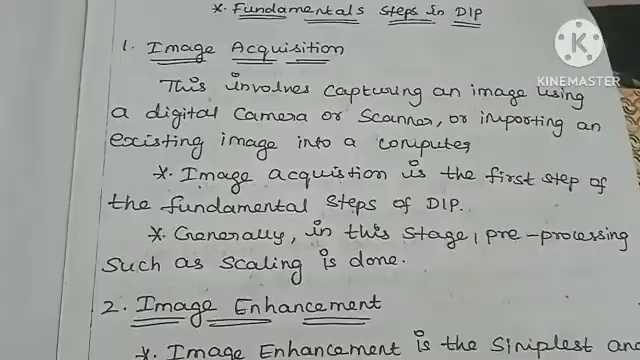 *. Fundamentals Steps in DIP
1. Image Acquisition
This involves capturing an image using
a digital camera or scanner, or importing an
existing image into a computer,
*. Image acquistion is the first step of
the fundamental steps of DIP.
*. Generally, in this stage, pre-processing
such as scaling is done.
2. Image Enhancement
*. Image Enhancement is the simplest and
K
KINEMASTER